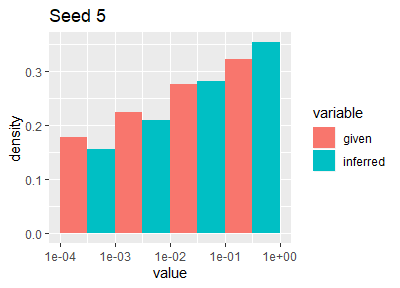 Seed 5
density
0.3
0.2
0.1
0.0
1e-04 1e-03 1e-02 1e-01 1e+00
value
variable
given
inferred